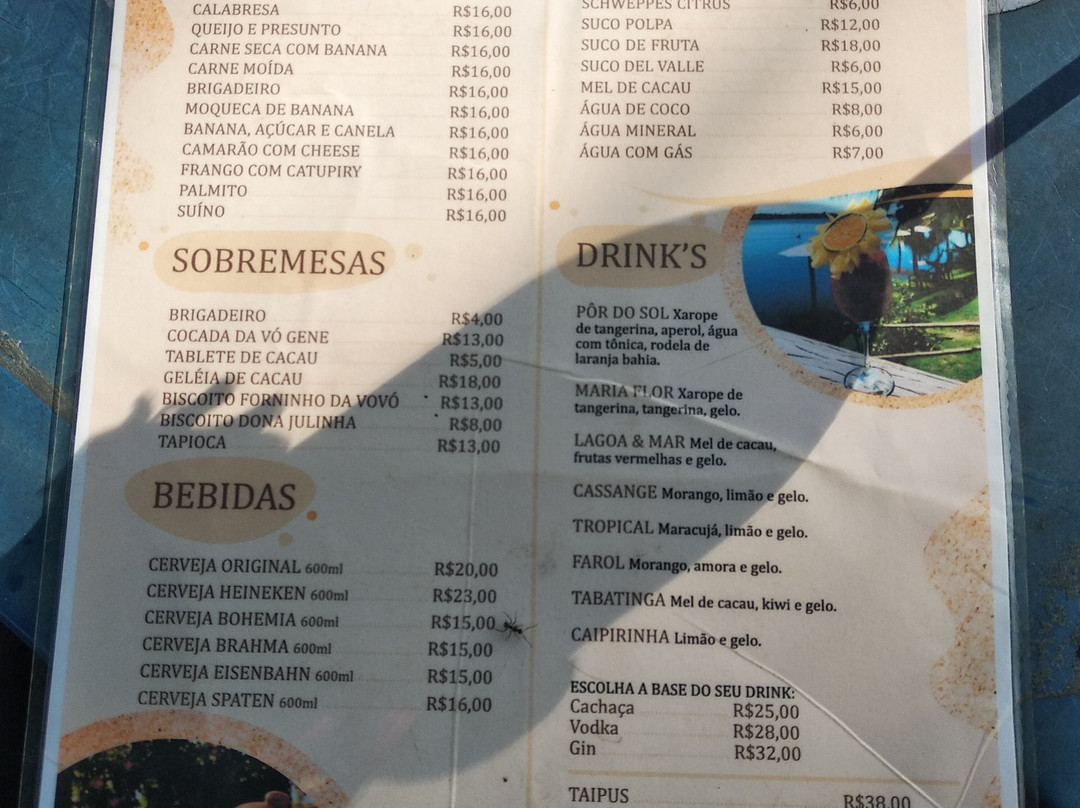 CALABRESA R$16,00
QUEIJO E PRESUNTO R$16,00
CARNE SECA COM BANANA R$16,00
CARNE MOÍDA R$16,00
BRIGADEIRO R$16,00
MOQUECA DE BANANA R$16,00
BANANA, AÇÚCAR E CANELA R$16,00
CAMARÃO COM CHEESE R$16,00
FRANGO COM CATUPIRY R$16,00
PALMITO R$16,00
SUÍNO R$16,00
SOBREMESAS
BRIGADEIRO R$4,00
COCADA DA VÓ GENE R$13,00
TABLETE DE CACAU R$5,00
GELÉIA DE CACAU R$18,00
BISCOITO FORNINHO DA VOVÓ R$13,00
BISCOITO DONA JULINHA R$8,00
TAPIOCA R$13,00
BEBIDAS
CERVEJA ORIGINAL 600ml R$20,00
CERVEJA HEINEKEN 600ml R$23,00
CERVEJA BOHEMIA 600ml R$15,00
CERVEJA BRAHMA 600ml R$15,00
CERVEJA EISENBAHN 600ml R$15,00
CERVEJA SPATEN 600ml R$16,00
SCHWEPPES CITRUS R$6,00
SUCO POLPA R$12,00
SUCO DE FRUTA R$18,00
SUCO DEL VALLE R$6,00
MEL DE CACAU R$15,00
ÁGUA DE COCO R$8,00
ÁGUA MINERAL R$6,00
ÁGUA COM GÁS R$7,00
DRINK'S
PÔR DO SOL Xarope
de tangerina, aperol, água
com tônica, rodela de
laranja bahia.
MARIA FLOR Xarope de
tangerina, tangerina, gelo.
LAGOA & MAR Mel de cacau,
frutas vermelhas e gelo.
CASSANGE Morango, limão e gelo.
TROPICAL Maracujá, limão e gelo.
FAROL Morango, amora e gelo.
TABATINGA Mel de cacau, kiwi e gelo.
CAIPIRINHA Limão e gelo.
ESCOLHA A BASE DO SEU DRINK:
Cachaça R$25,00
Vodka R$28,00
Gin R$32,00
TAIPUS R$38,00